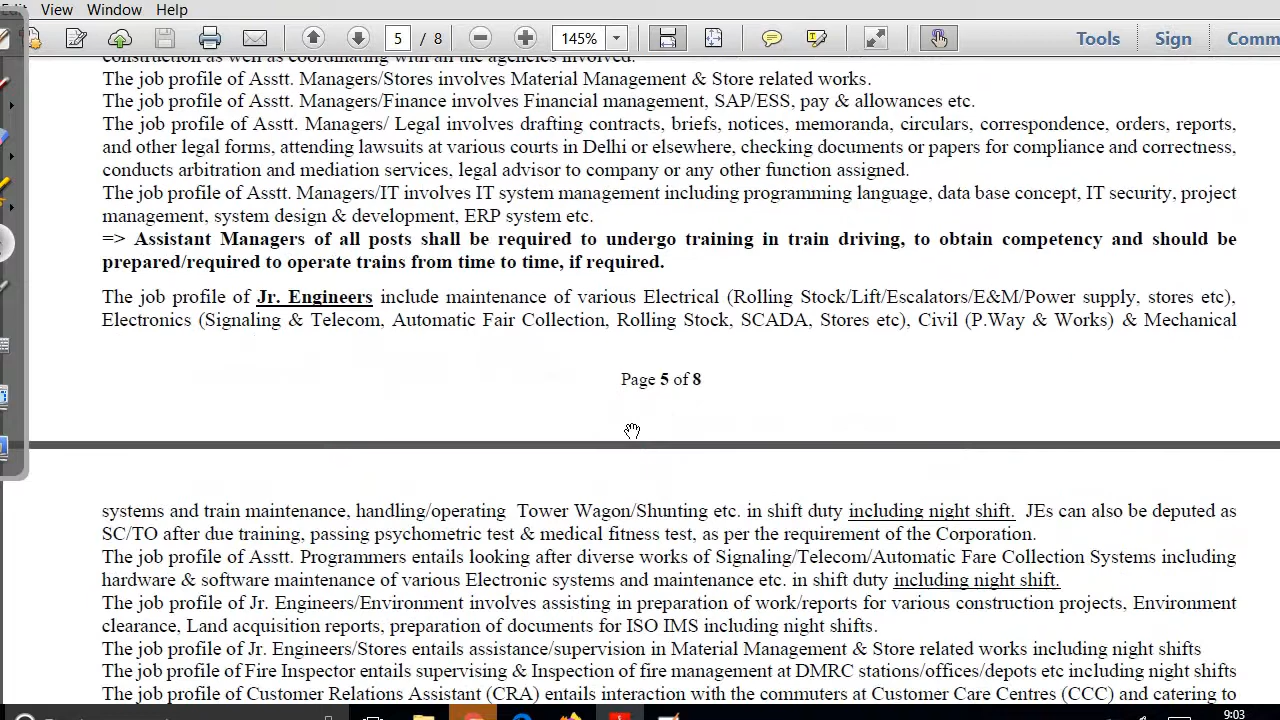 Edit View Window Help
5 / 8 145% Tools Sign Comm
construction as well as coordinating with all the agencies involved.
The job profile of Asstt. Managers/Stores involves Material Management & Store related works.
The job profile of Asstt. Managers/Finance involves Financial management, SAP/ESS, pay & allowances etc.
The job profile of Asstt. Managers/ Legal involves drafting contracts, briefs, notices, memoranda, circulars, correspondence, orders, reports,
and other legal forms, attending lawsuits at various courts in Delhi or elsewhere, checking documents or papers for compliance and correctness,
conducts arbitration and mediation services, legal advisor to company or any other function assigned.
The job profile of Asstt. Managers/IT involves IT system management including programming language, data base concept, IT security, project
management, system design & development, ERP system etc.
=> Assistant Managers of all posts shall be required to undergo training in train driving, to obtain competency and should be
prepared/required to operate trains from time to time, if required.
The job profile of Jr. Engineers include maintenance of various Electrical (Rolling Stock/Lift/Escalators/E&M/Power supply, stores etc),
Electronics (Signaling & Telecom, Automatic Fair Collection, Rolling Stock, SCADA, Stores etc), Civil (P.Way & Works) & Mechanical
Page 5 of 8
systems and train maintenance, handling/operating Tower Wagon/Shunting etc. in shift duty including night shift. JEs can also be deputed as
SC/TO after due training, passing psychometric test & medical fitness test, as per the requirement of the Corporation.
The job profile of Asstt. Programmers entails looking after diverse works of Signaling/Telecom/Automatic Fare Collection Systems including
hardware & software maintenance of various Electronic systems and maintenance etc. in shift duty including night shift.
The job profile of Jr. Engineers/Environment involves assisting in preparation of work/reports for various construction projects, Environment
clearance, Land acquisition reports, preparation of documents for ISO IMS including night shifts.
The job profile of Jr. Engineers/Stores entails assistance/supervision in Material Management & Store related works including night shifts
The job profile of Fire Inspector entails supervising & Inspection of fire management at DMRC stations/offices/depots etc including night shifts
The job profile of Customer Relations Assistant (CRA) entails interaction with the commuters at Customer Care Centres (CCC) and catering to
9:03